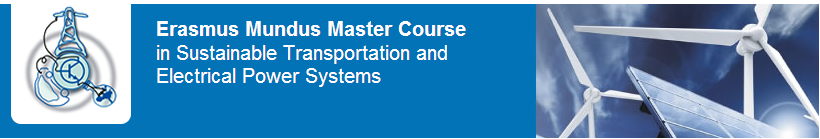 Erasmus Mundus Master Course
in Sustainable Transportation and
Electrical Power Systems